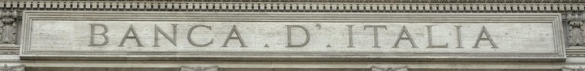 BANCA . D'. ITALIA